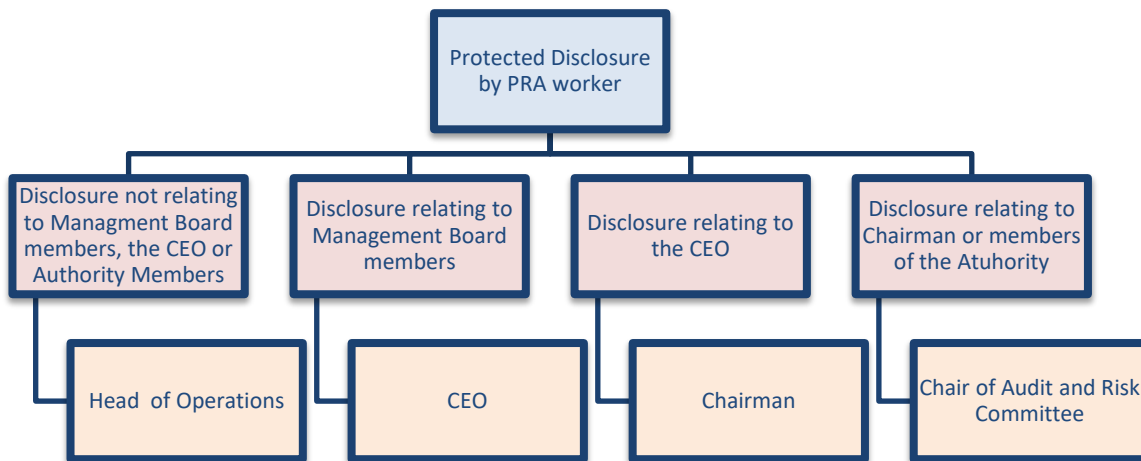 Protected Disclosure
by PRA worker
Disclosure not relating
to Managment Board
members, the CEO or
Authority Members
Disclosure relating to
Management Board
members
Disclosure relating to
the CEO
Disclosure relating to
Chairman or members
of the Atuhority
Head of Operations
CEO
Chairman
Chair of Audit and Risk
Committee